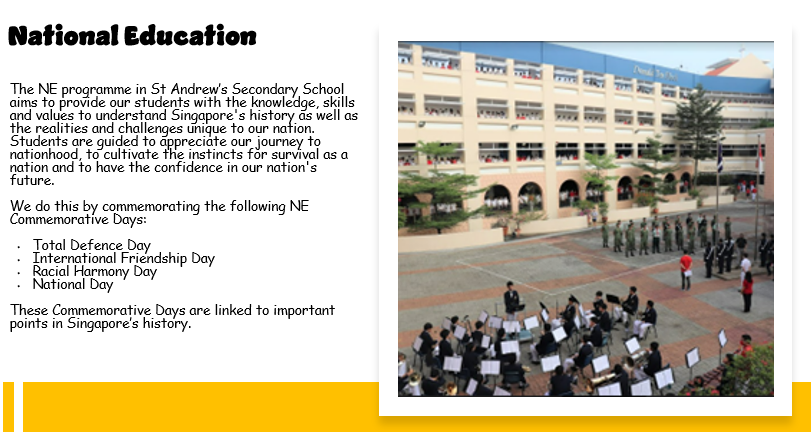 National Education
The NE programme in St Andrew's Secondary School
aims to provide our students with the knowledge, skills
and values to understand Singapore's history as well as
the realities and challenges unique to our nation.
Students are guided to appreciate our journey to
nationhood, to cultivate the instincts for survival as a
nation and to have the confidence in our nation's
future.
We do this by commemorating the following NE
Commemorative Days:
• Total Defence Day
• International Friendship Day
• Racial Harmony Day
• National Day
These Commemorative Days are linked to important
points in Singapore's history.